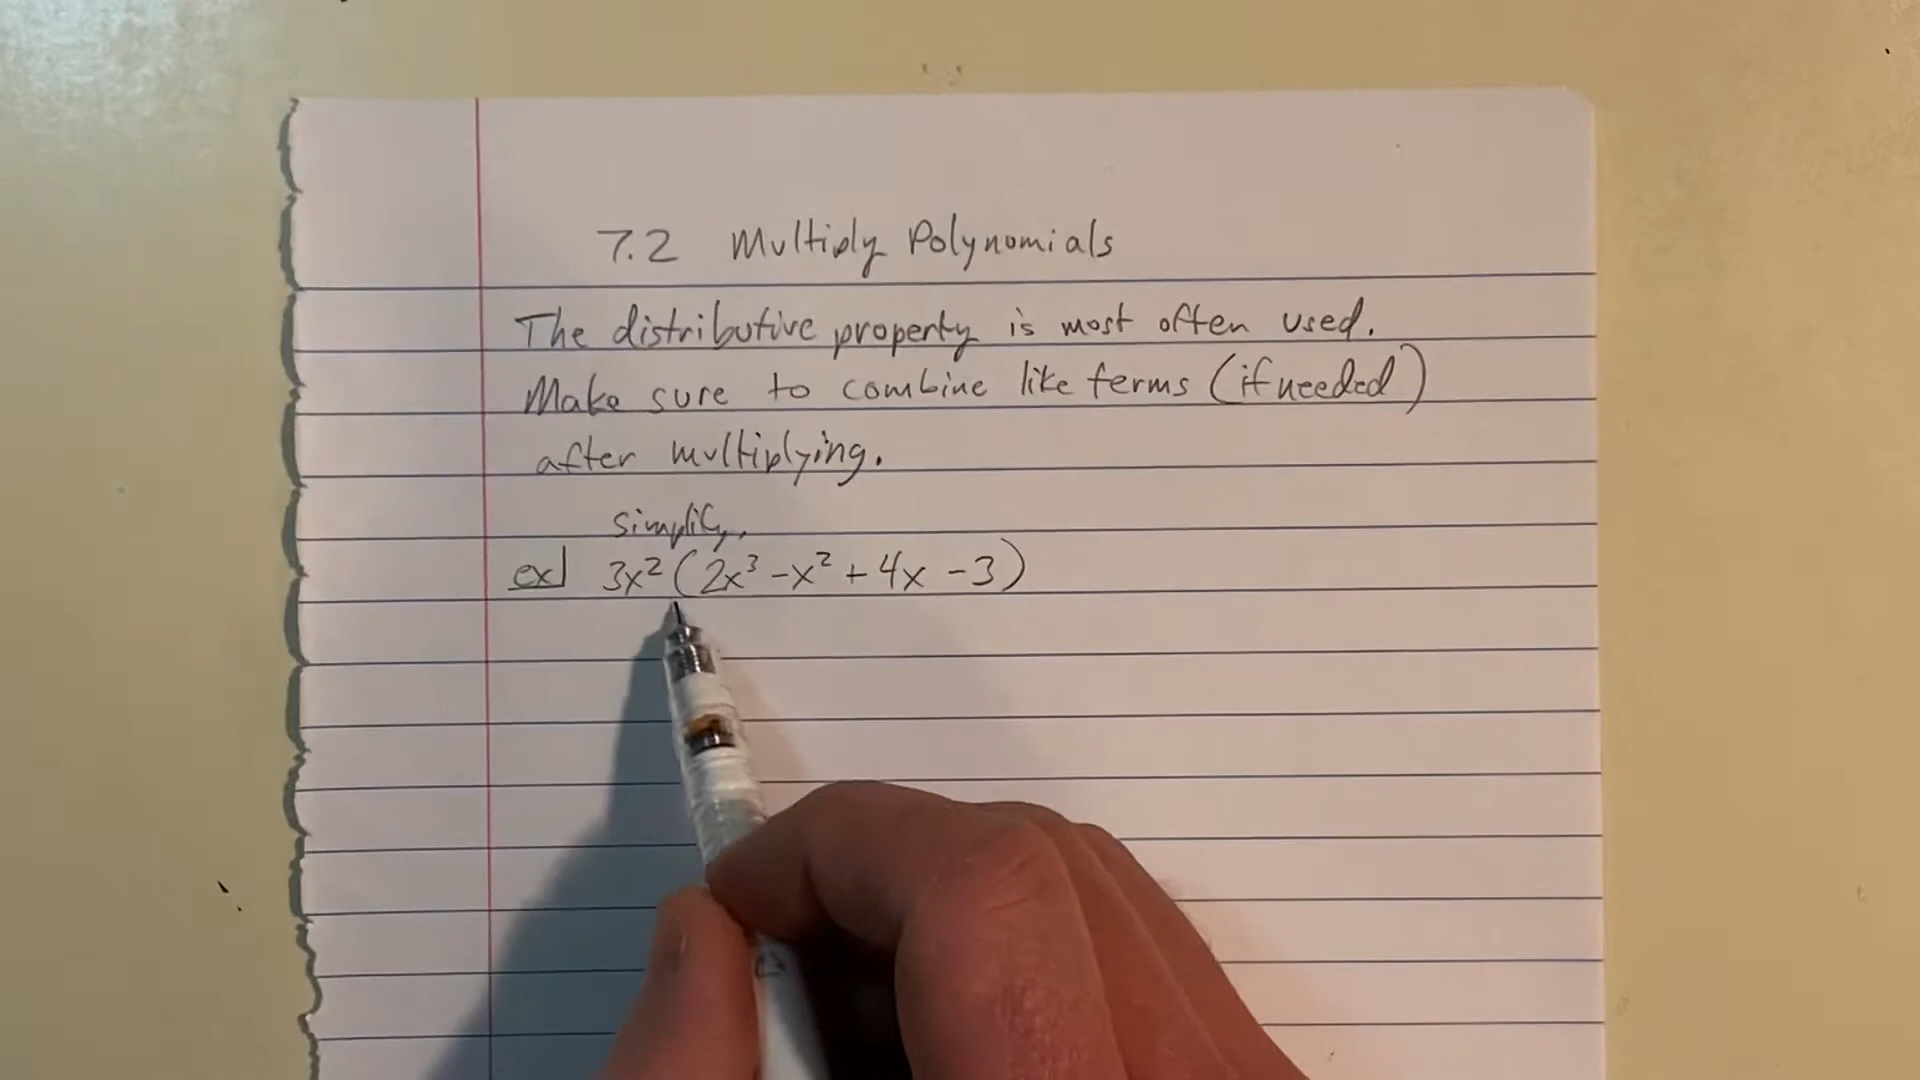 7.2 Multiply Polynomials
The distributive property is most often used.
Make sure to combine like terms (if needed)
after multiplying.
simplify.
ex) 3x²(2x³ -x² + 4x - 3)